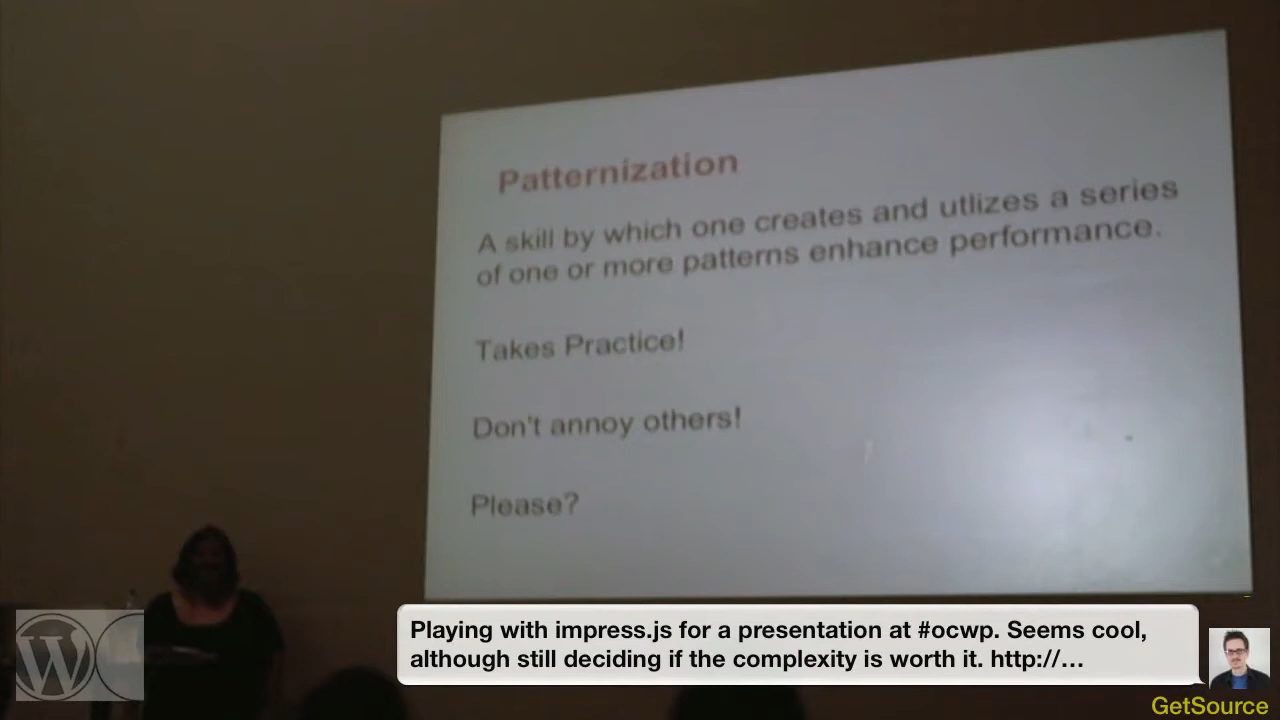 Patternization
A skill by which one creates and utlizes a series
of one or more patterns enhance performance.
Takes Practice!
Don't annoy others!
Please?
Playing with impress.js for a presentation at #ocwp. Seems cool,
although still deciding if the complexity is worth it. http://…
GetSource